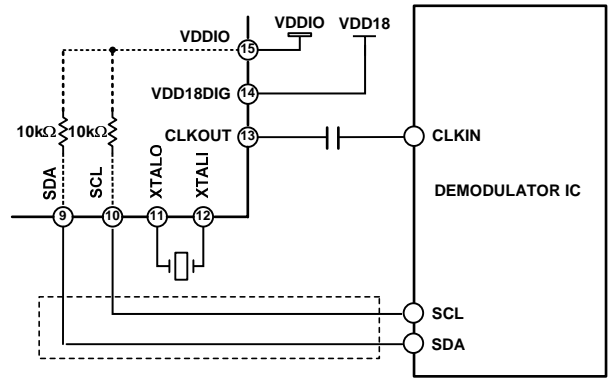 VDDIO VDD18
VDDIO 15
VDD18DIG 14
10kΩ 10kΩ
CLKOUT 13
CLKIN
SDA
SCL
XTALO
XTALI
DEMODULATOR IC
9 10 11 12
SCL
SDA